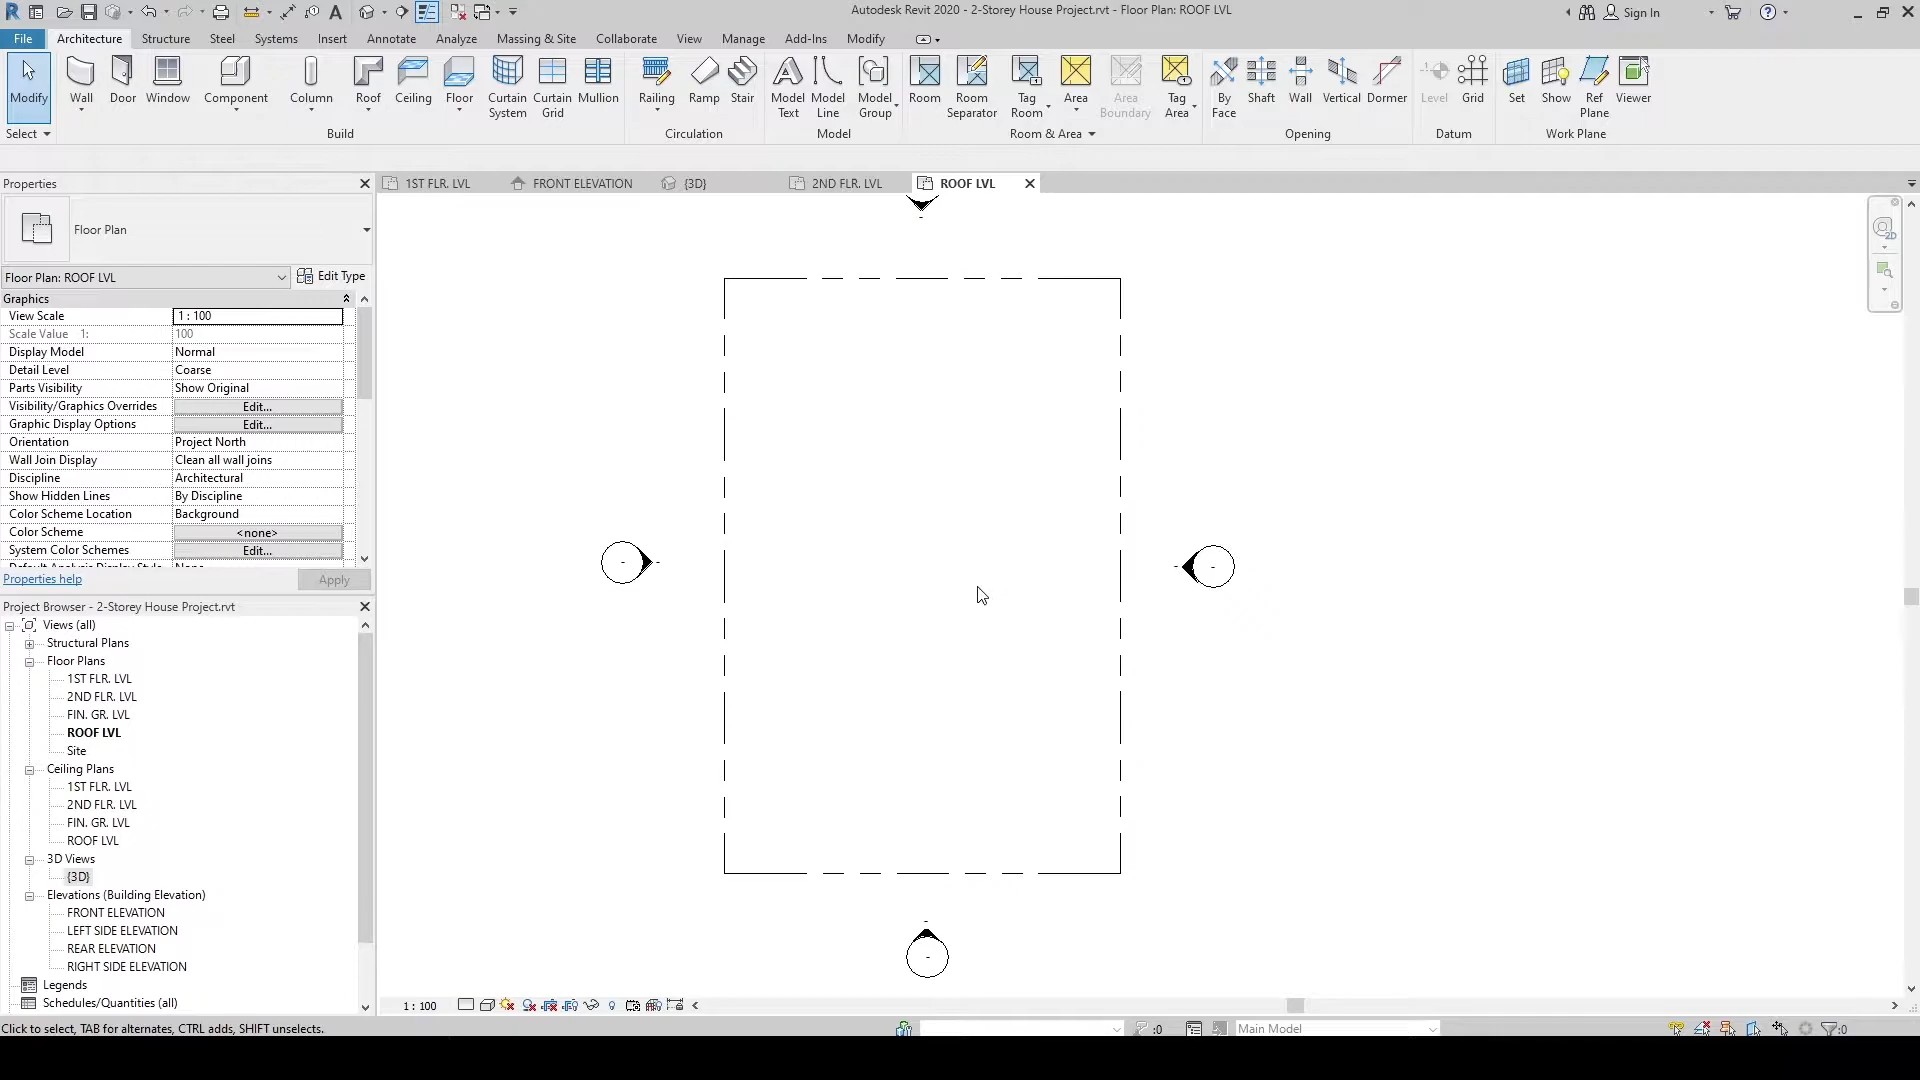 Autodesk Revit 2020 - 2-Storey House Project.rvt - Floor Plan: ROOF LVL
Sign In
File Architecture Structure Steel Systems Insert Annotate Analyze Massing & Site Collaborate View Manage Add-Ins Modify
Modify Wall Door Window Component Column Roof Ceiling Floor Curtain System Curtain Grid Mullion Railing Ramp Stair Model Text Model Line Model Group Room Room Separator Tag Room Area Area Boundary Tag Area By Face Shaft Wall Vertical Dormer Level Grid Set Show Ref Plane Viewer
Select Build Circulation Model Room & Area Opening Datum Work Plane
Properties
1ST FLR. LVL FRONT ELEVATION {3D} 2ND FLR. LVL ROOF LVL
Floor Plan
Floor Plan: ROOF LVL Edit Type
Graphics
View Scale 1 : 100
Scale Value 1: 100
Display Model Normal
Detail Level Coarse
Parts Visibility Show Original
Visibility/Graphics Overrides Edit...
Graphic Display Options Edit...
Orientation Project North
Wall Join Display Clean all wall joins
Discipline Architectural
Show Hidden Lines By Discipline
Color Scheme Location Background
Color Scheme <none>
System Color Schemes Edit...
Properties help Apply
Project Browser - 2-Storey House Project.rvt
Views (all)
Structural Plans
Floor Plans
1ST FLR. LVL
2ND FLR. LVL
FIN. GR. LVL
ROOF LVL
Site
Ceiling Plans
1ST FLR. LVL
2ND FLR. LVL
FIN. GR. LVL
ROOF LVL
3D Views
{3D}
Elevations (Building Elevation)
FRONT ELEVATION
LEFT SIDE ELEVATION
REAR ELEVATION
RIGHT SIDE ELEVATION
Legends
Schedules/Quantities (all)
1 : 100
Click to select, TAB for alternates, CTRL adds, SHIFT unselects.
:0 Main Model :0